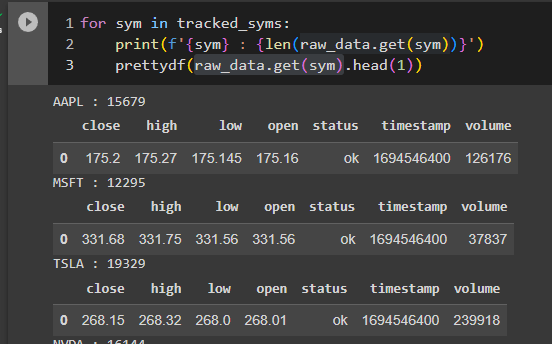 1 for sym in tracked_syms:
2 print(f'{sym} : {len(raw_data.get(sym))}')
3 prettydf(raw_data.get(sym).head(1))
AAPL : 15679
close high low open status timestamp volume
0 175.2 175.27 175.145 175.16 ok 1694546400 126176
MSFT : 12295
close high low open status timestamp volume
0 331.68 331.75 331.56 331.56 ok 1694546400 37837
TSLA : 19329
close high low open status timestamp volume
0 268.15 268.32 268.0 268.01 ok 1694546400 239918